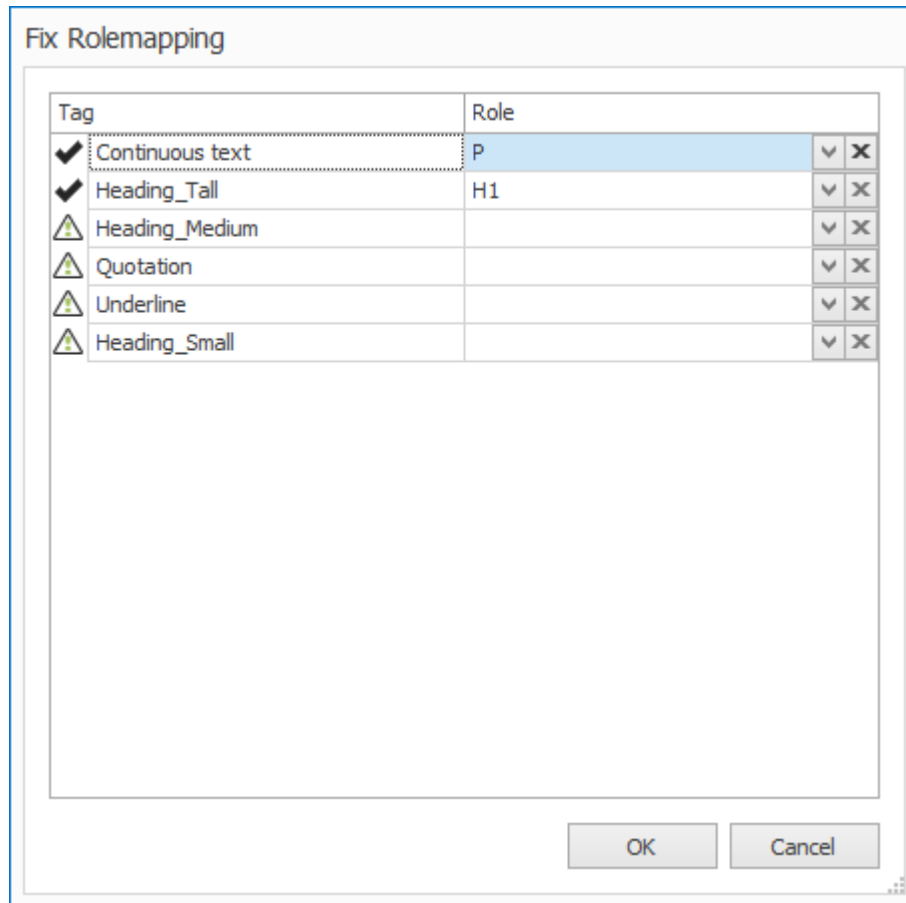 Fix Rolemapping
Tag Role
Continuous text P
Heading_Tall H1
Heading_Medium
Quotation
Underline
Heading_Small
OK Cancel